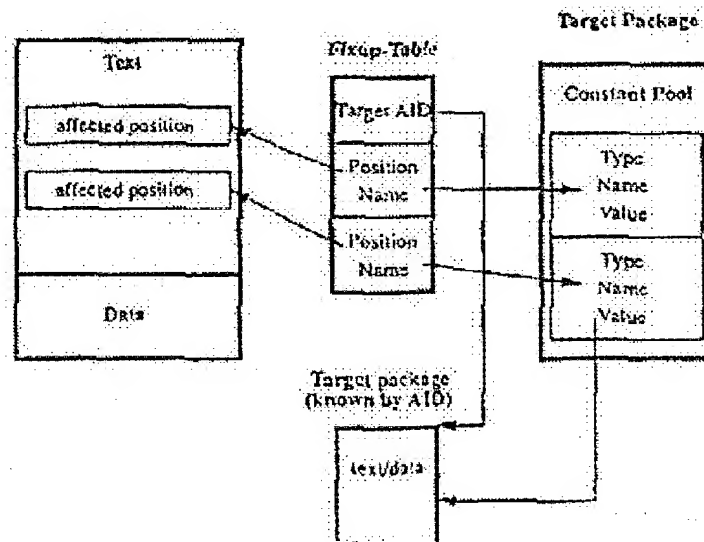 Text
affected position
affected position
Data
Fixup-Table
Target AID
Position
Name
Position
Name
Target Package
Constant Pool
Type
Name
Value
Type
Name
Value
Target package
(known by AID)
text/data